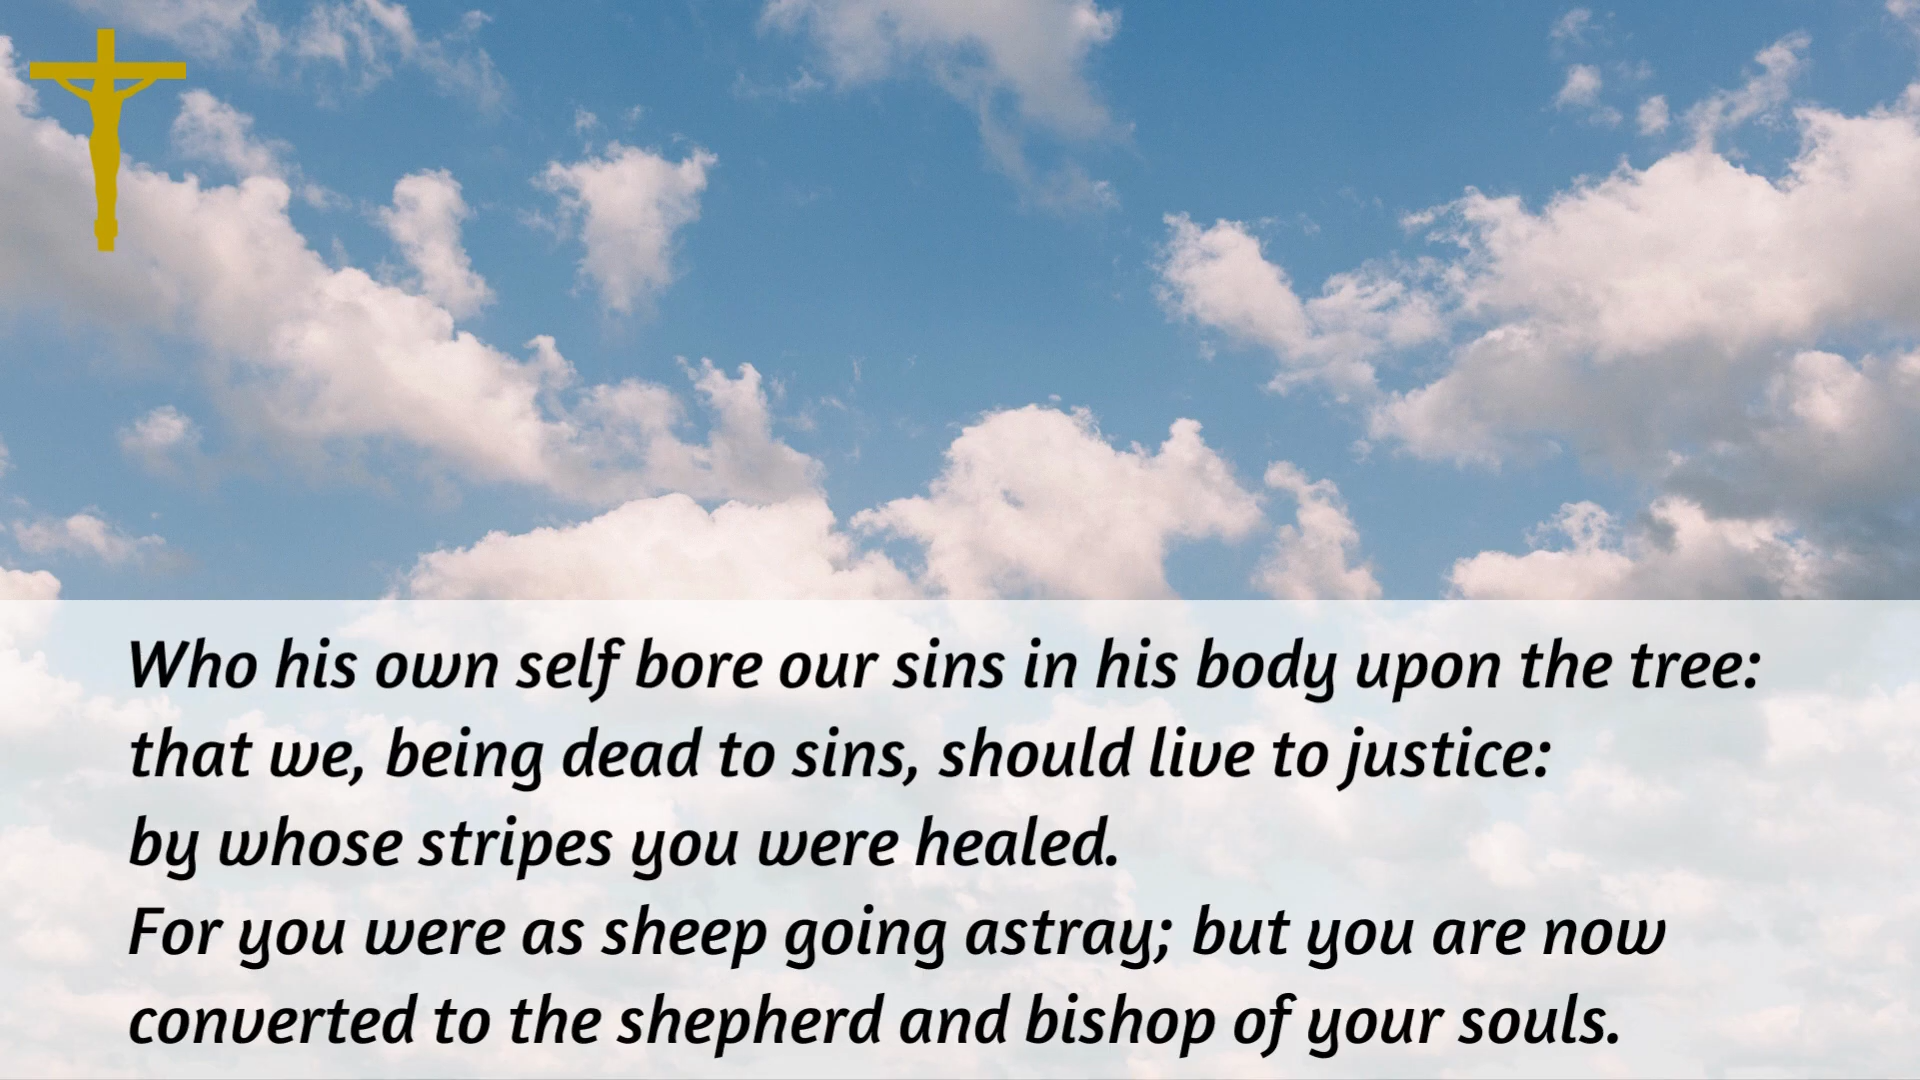 Who his own self bore our sins in his body upon the tree:
that we, being dead to sins, should live to justice:
by whose stripes you were healed.
For you were as sheep going astray; but you are now
converted to the shepherd and bishop of your souls.